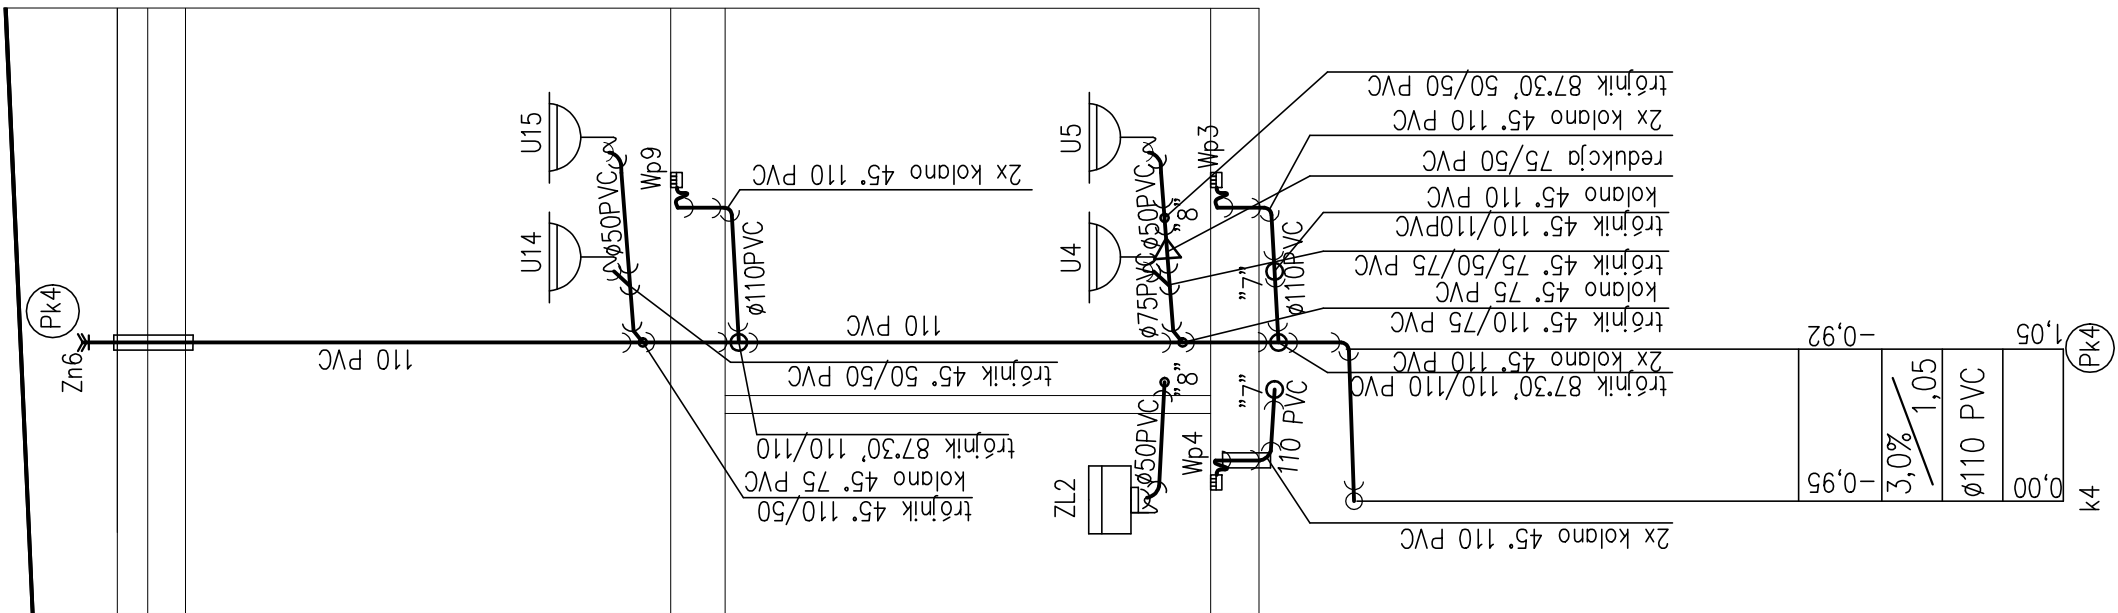 Pk4
Zn6
110 PVC
U15
U14
ø50PVC
Wp9
ø110PVC
2x kolano 45° 110 PVC
110 PVC
trójnik 45° 50/50 PVC
trójnik 87°30' 110/110
kolano 45° 75 PVC
trójnik 45° 110/50
U5
U4
ø50PVC
ø75PVC
„8”
Wp3
„7”
ø110PVC
trójnik 87°30' 50/50 PVC
2x kolano 45° 110 PVC
redukcja 75/50 PVC
kolano 45° 110 PVC
trójnik 45° 110/110PVC
trójnik 45° 75/50/75 PVC
kolano 45° 75 PVC
trójnik 45° 110/75 PVC
2x kolano 45° 110 PVC
trójnik 87°30' 110/110 PVC
ZL2
ø50PVC
„8”
Wp4
„7”
110 PVC
2x kolano 45° 110 PVC
-0,92
-0,95
3,0%
1,05
ø110 PVC
1,05
0,00
Pk4
k4